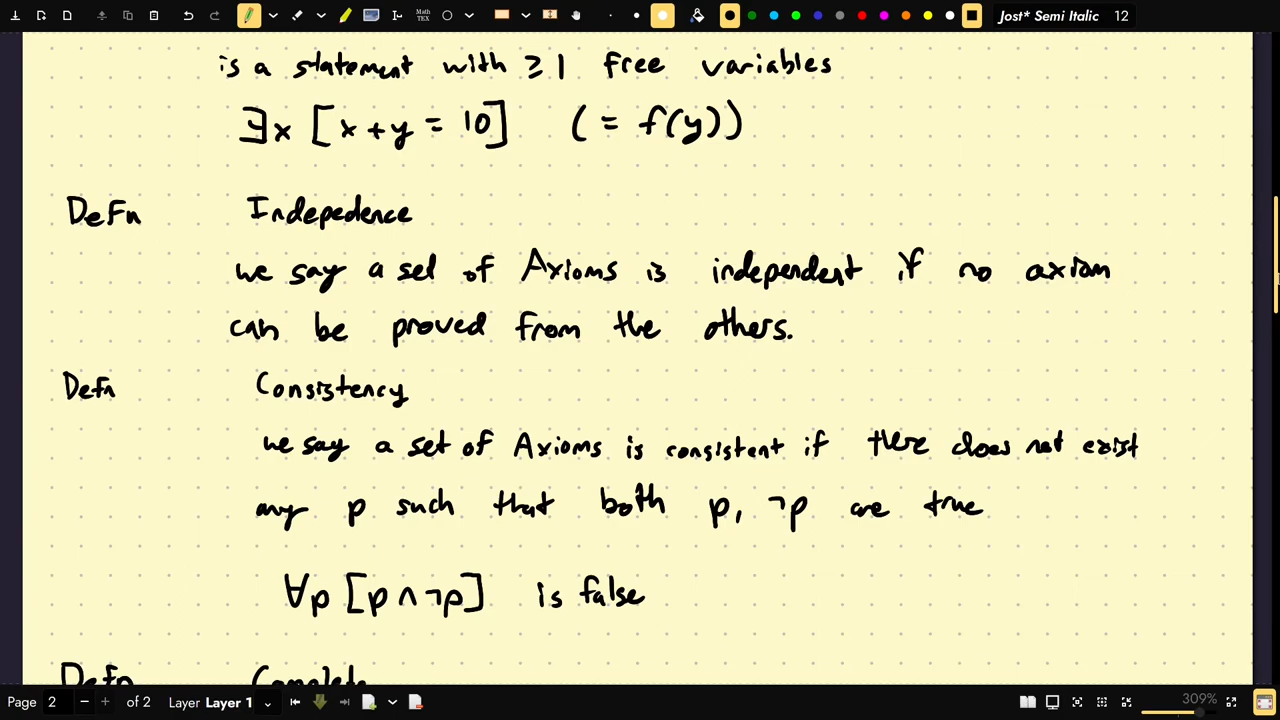 Math
TEX
Jost* Semi Italic 12
is a statement with ≥1 free variables
∃x [x+y = 10] (= f(y))
Defn Indepedence
we say a set of Axioms is independent if no axiom
can be proved from the others.
Defn Consistency
we say a set of Axioms is consistent if there does not exist
any p such that both p, ¬p are true
∀p [p ∧ ¬p] is false
Page 2 of 2 Layer Layer 1 309%